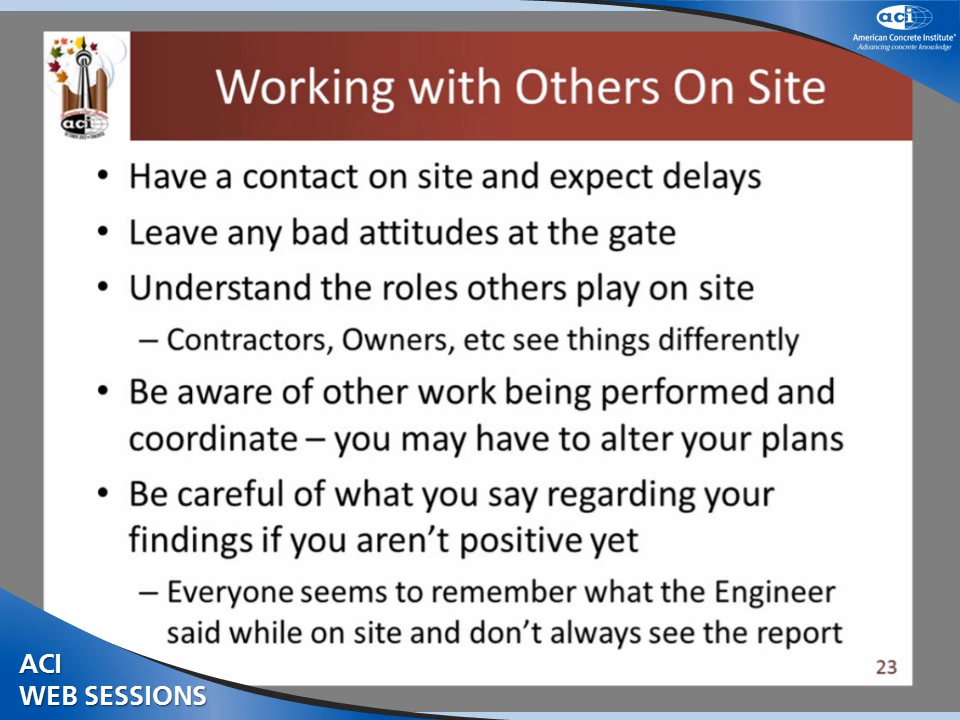 aci
American Concrete Institute®
Advancing concrete knowledge
aci
Working with Others On Site
• Have a contact on site and expect delays
• Leave any bad attitudes at the gate
• Understand the roles others play on site
– Contractors, Owners, etc see things differently
• Be aware of other work being performed and
coordinate – you may have to alter your plans
• Be careful of what you say regarding your
findings if you aren’t positive yet
– Everyone seems to remember what the Engineer
said while on site and don’t always see the report
23
ACI
WEB SESSIONS